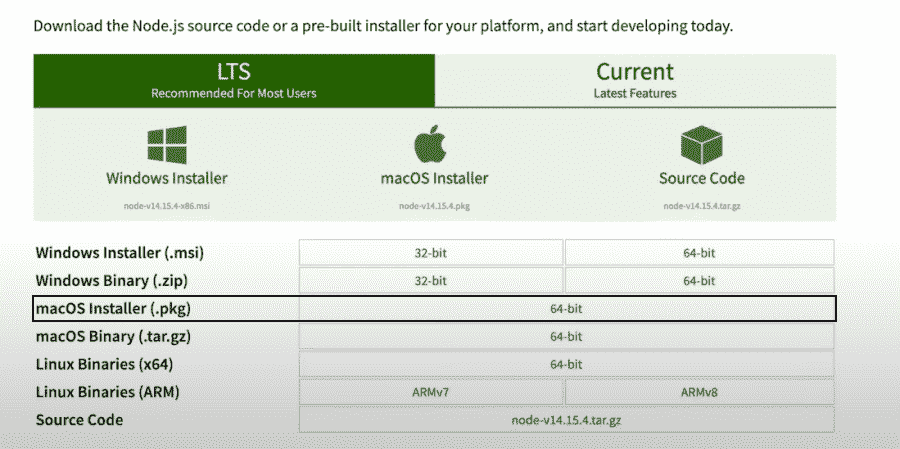 Download the Node.js source code or a pre-built installer for your platform, and start developing today.
LTS
Recommended For Most Users
Current
Latest Features
Windows Installer
node-v14.15.4-x86.msi
macOS Installer
node-v14.15.4.pkg
Source Code
node-v14.15.4.tar.gz
Windows Installer (.msi) 32-bit 64-bit
Windows Binary (.zip) 32-bit 64-bit
macOS Installer (.pkg) 64-bit
macOS Binary (.tar.gz) 64-bit
Linux Binaries (x64) 64-bit
Linux Binaries (ARM) ARMv7 ARMv8
Source Code node-v14.15.4.tar.gz